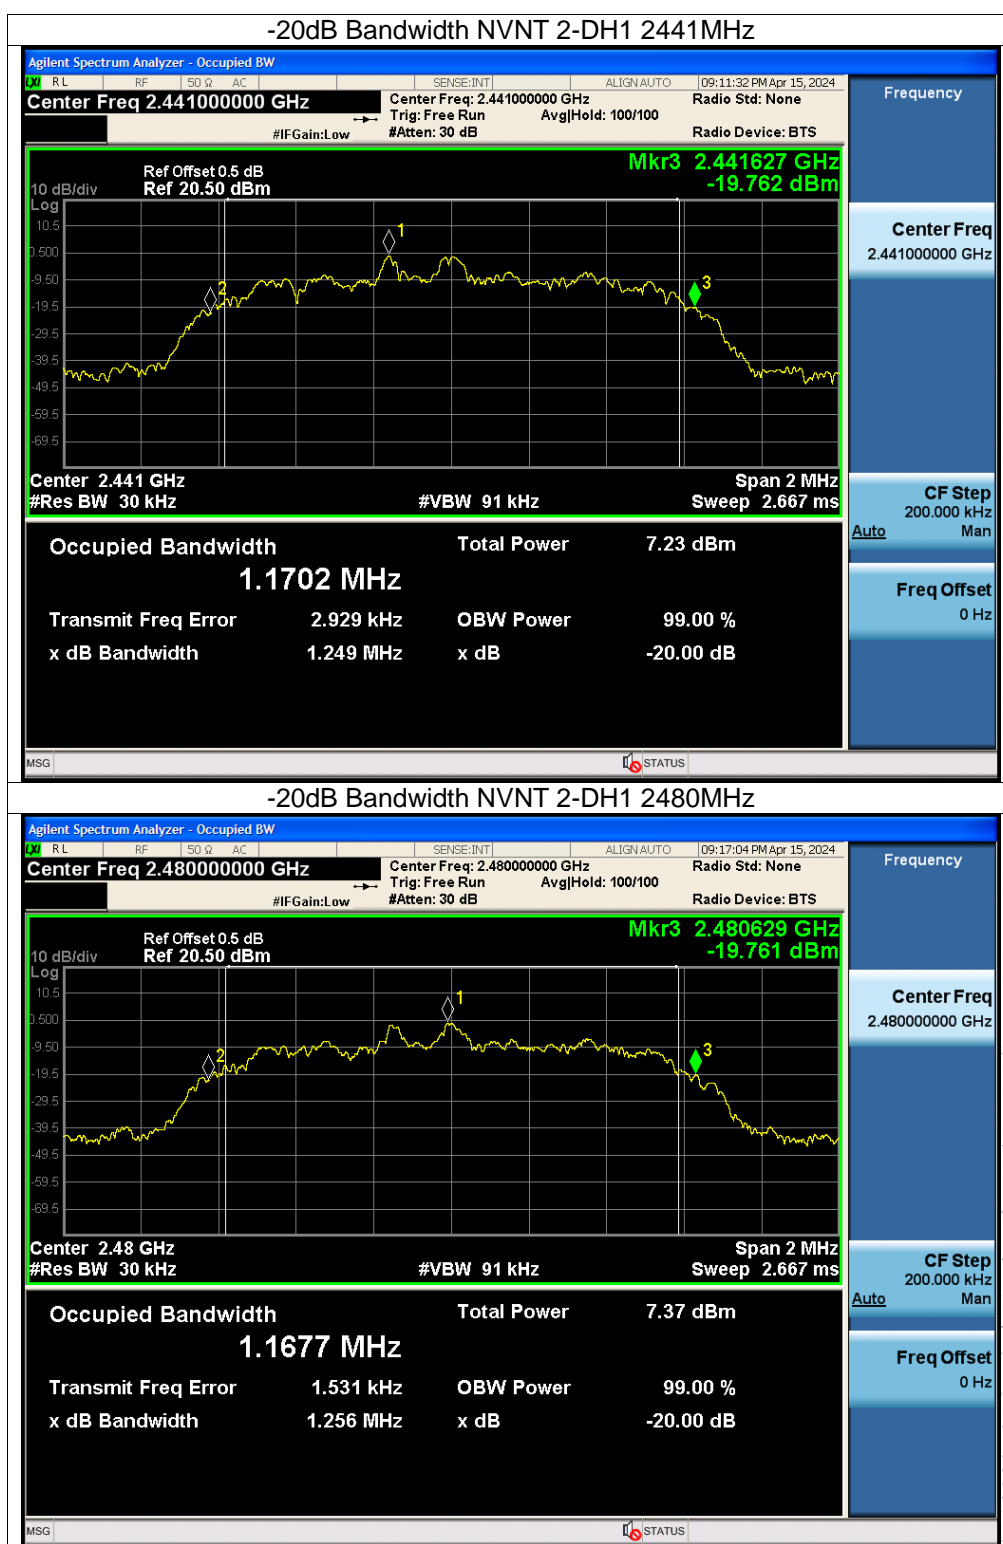 -20dB Bandwidth NVNT 2-DH1 2441MHz
Agilent Spectrum Analyzer - Occupied BW
LXI RL RF 50 Ω AC SENSE:INT ALIGN AUTO 09:11:32 PM Apr 15, 2024
Center Freq 2.441000000 GHz
Center Freq: 2.441000000 GHz
Radio Std: None
Trig: Free Run Avg|Hold: 100/100
#IFGain:Low #Atten: 30 dB Radio Device: BTS
Frequency
Mkr3 2.441627 GHz
-19.762 dBm
Ref Offset 0.5 dB
10 dB/div Ref 20.50 dBm
Log
10.5
0.500
-9.50
-19.5
-29.5
-39.5
-49.5
-59.5
-69.5
1
2
3
Center 2.441 GHz Span 2 MHz
#Res BW 30 kHz #VBW 91 kHz Sweep 2.667 ms
Center Freq
2.441000000 GHz
CF Step
200.000 kHz
Auto Man
Freq Offset
0 Hz
Occupied Bandwidth Total Power 7.23 dBm
1.1702 MHz
Transmit Freq Error 2.929 kHz OBW Power 99.00 %
x dB Bandwidth 1.249 MHz x dB -20.00 dB
MSG STATUS
-20dB Bandwidth NVNT 2-DH1 2480MHz
Agilent Spectrum Analyzer - Occupied BW
LXI RL RF 50 Ω AC SENSE:INT ALIGN AUTO 09:17:04 PM Apr 15, 2024
Center Freq 2.480000000 GHz
Center Freq: 2.480000000 GHz
Radio Std: None
Trig: Free Run Avg|Hold: 100/100
#IFGain:Low #Atten: 30 dB Radio Device: BTS
Frequency
Mkr3 2.480629 GHz
-19.761 dBm
Ref Offset 0.5 dB
10 dB/div Ref 20.50 dBm
Log
10.5
0.500
-9.50
-19.5
-29.5
-39.5
-49.5
-59.5
-69.5
1
2
3
Center 2.48 GHz Span 2 MHz
#Res BW 30 kHz #VBW 91 kHz Sweep 2.667 ms
Center Freq
2.480000000 GHz
CF Step
200.000 kHz
Auto Man
Freq Offset
0 Hz
Occupied Bandwidth Total Power 7.37 dBm
1.1677 MHz
Transmit Freq Error 1.531 kHz OBW Power 99.00 %
x dB Bandwidth 1.256 MHz x dB -20.00 dB
MSG STATUS